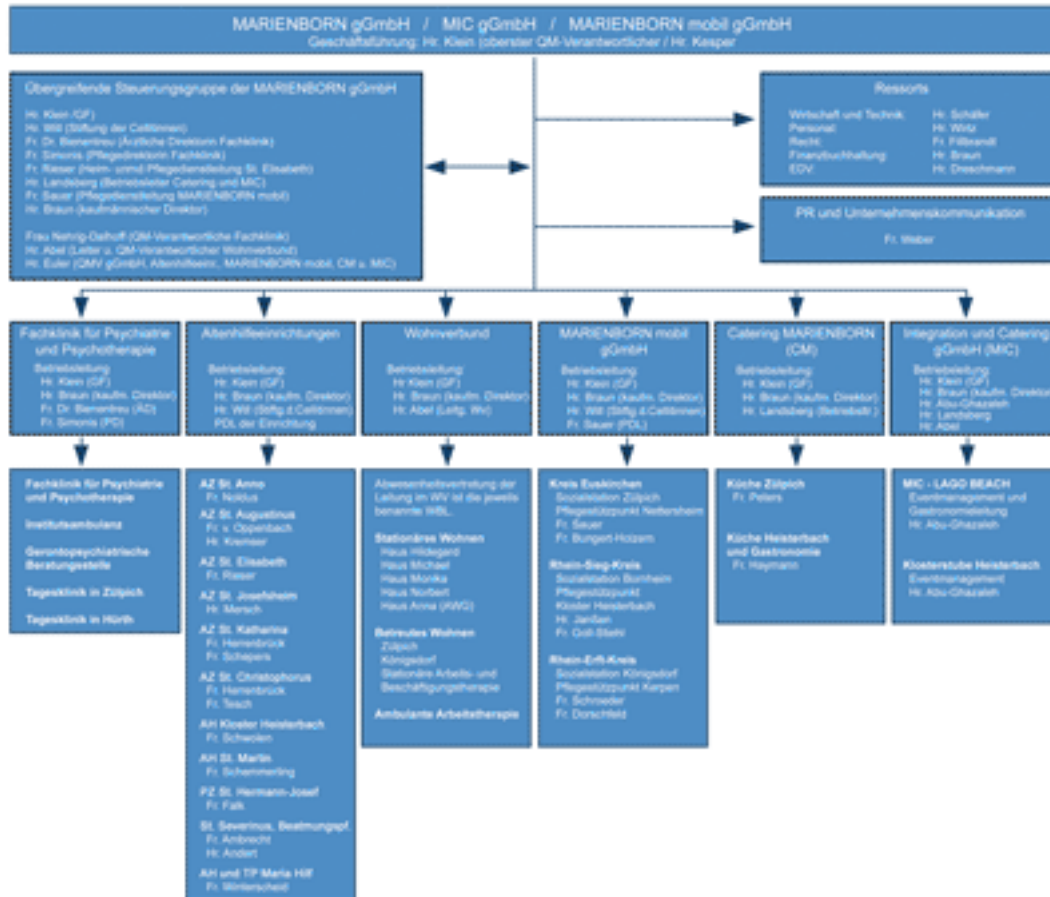 MARIENBORN gGmbH / MIC gGmbH / MARIENBORN mobil gGmbH
Geschäftsführung: Hr. Klein (oberster QM-Verantwortlicher / Hr. Kesper
Übergreifende Steuerungsgruppe der MARIENBORN gGmbH
Hr. Klein /GF)
Hr. Will (Stiftung der Cellitinnen)
Fr. Dr. Bienentreu (Ärztliche Direktorin Fachklinik)
Fr. Simonis (Pflegedirektorin Fachklinik)
Fr. Rieser (Heim- unmd Pflegedienstleitung St. Elisabeth)
Hr. Landsberg (Betriebsleiter Catering und MIC)
Fr. Sauer (Pflegedienstleitung MARIENBORN mobil)
Hr. Braun (kaufmännischer Direktor)
Frau Nehrig-Dalhoff (QM-Verantwortliche Fachklinik)
Hr. Abel (Leiter u. QM-Verantwortlicher Wohnverbund)
Hr. Euler (QMV gGmbH, Altenhilfeeinr., MARIENBORN mobil, CM u. MIC)
Ressorts
Wirtschaft und Technik: Hr. Schäfer
Personal: Hr. Wirtz
Recht: Fr. Fillbrandt
Finanzbuchhaltung: Hr. Braun
EDV: Hr. Dreschmann
PR und Unternehmenskommunikation
Fr. Weber
Fachklinik für Psychiatrie
und Psychotherapie
Betriebsleitung
Hr. Klein (GF)
Hr. Braun (kaufm. Direktor)
Fr. Dr. Bienentreu (ÄD)
Fr. Simonis (PD)
Altenhilfeeinrichtungen
Betriebsleitung:
Hr. Klein (GF)
Hr. Braun (kaufm. Direktor)
Hr. Will (Stiftg.d.Cellitinnen)
PDL der Einrichtung
Wohnverbund
Betriebsleitung:
Hr. Klein (GF)
Hr. Braun (kaufm. Direktor)
Hr. Abel (Leitg. Wv)
MARIENBORN mobil
gGmbH
Betriebsleitung:
Hr. Klein (GF)
Hr. Braun (kaufm. Direktor)
Hr. Will (Stiftg.d.Cellitinnen)
Fr. Sauer (PDL)
Catering MARIENBORN
(CM)
Betriebsleitung:
Hr. Klein (GF)
Hr. Braun (kaufm. Direktor)
Hr. Landsberg (Betriebsltr.)
Integration und Catering
gGmbH (MIC)
Betriebsleitung:
Hr. Klein (GF)
Hr. Braun (kaufm. Direktor)
Hr. Abu-Ghazaleh
Hr. Landsberg
Hr. Abel
Fachklinik für Psychiatrie
und Psychotherapie
Institutsambulanz
Gerontopsychiatrische
Beratungsstelle
Tagesklinik in Zülpich
Tagesklinik in Hürth
AZ St. Anno
Fr. Noldus
AZ St. Augustinus
Fr. v. Oppenbach
Hr. Kremeer
AZ St. Elisabeth
Fr. Rieser
AZ St. Josefsheim
Hr. Mersch
AZ St. Katharina
Fr. Herrenbrück
Fr. Schepers
AZ St. Christophorus
Fr. Herrenbrück
Fr. Tesch
AH Kloster Heisterbach
Fr. Scheolen
AH St. Martin
Fr. Schemmerling
PZ St. Hermann-Josef
Fr. Falk
St. Severinus, Beatmungspf.
Fr. Ambrecht
Hr. Andert
AH und TP Maria Hilf
Fr. Winterscheid
Abwesenheitsvertretung der
Leitung im WV ist die jeweils
benannte WBL.
Stationäres Wohnen
Haus Hildegard
Haus Michael
Haus Monika
Haus Norbert
Haus Anna (AWG)
Betreutes Wohnen
Zülpich
Königsdorf
Stationäre Arbeits- und
Beschäftigungstherapie
Ambulante Arbeitstherapie
Kreis Euskirchen
Sozialstation Zülpich
Pflegestützpunkt Nettersheim
Fr. Sauer
Fr. Bungert-Hoizem
Rhein-Sieg-Kreis
Sozialstation Bornheim
Pflegestützpunkt
Kloster Heisterbach
Hr. Janßen
Fr. Goll-Stiehl
Rhein-Erft-Kreis
Sozialstation Königsdorf
Pflegestützpunkt Kerpen
Fr. Schroeder
Fr. Dorschfeld
Küche Zülpich
Fr. Peters
Küche Heisterbach
und Gastronomie
Fr. Haymann
MIC - LAGO BEACH
Eventmanagement und
Gastronomieleitung
Hr. Abu-Ghazaleh
Klosterstube Heisterbach
Eventmanagement
Hr. Abu-Ghazaleh